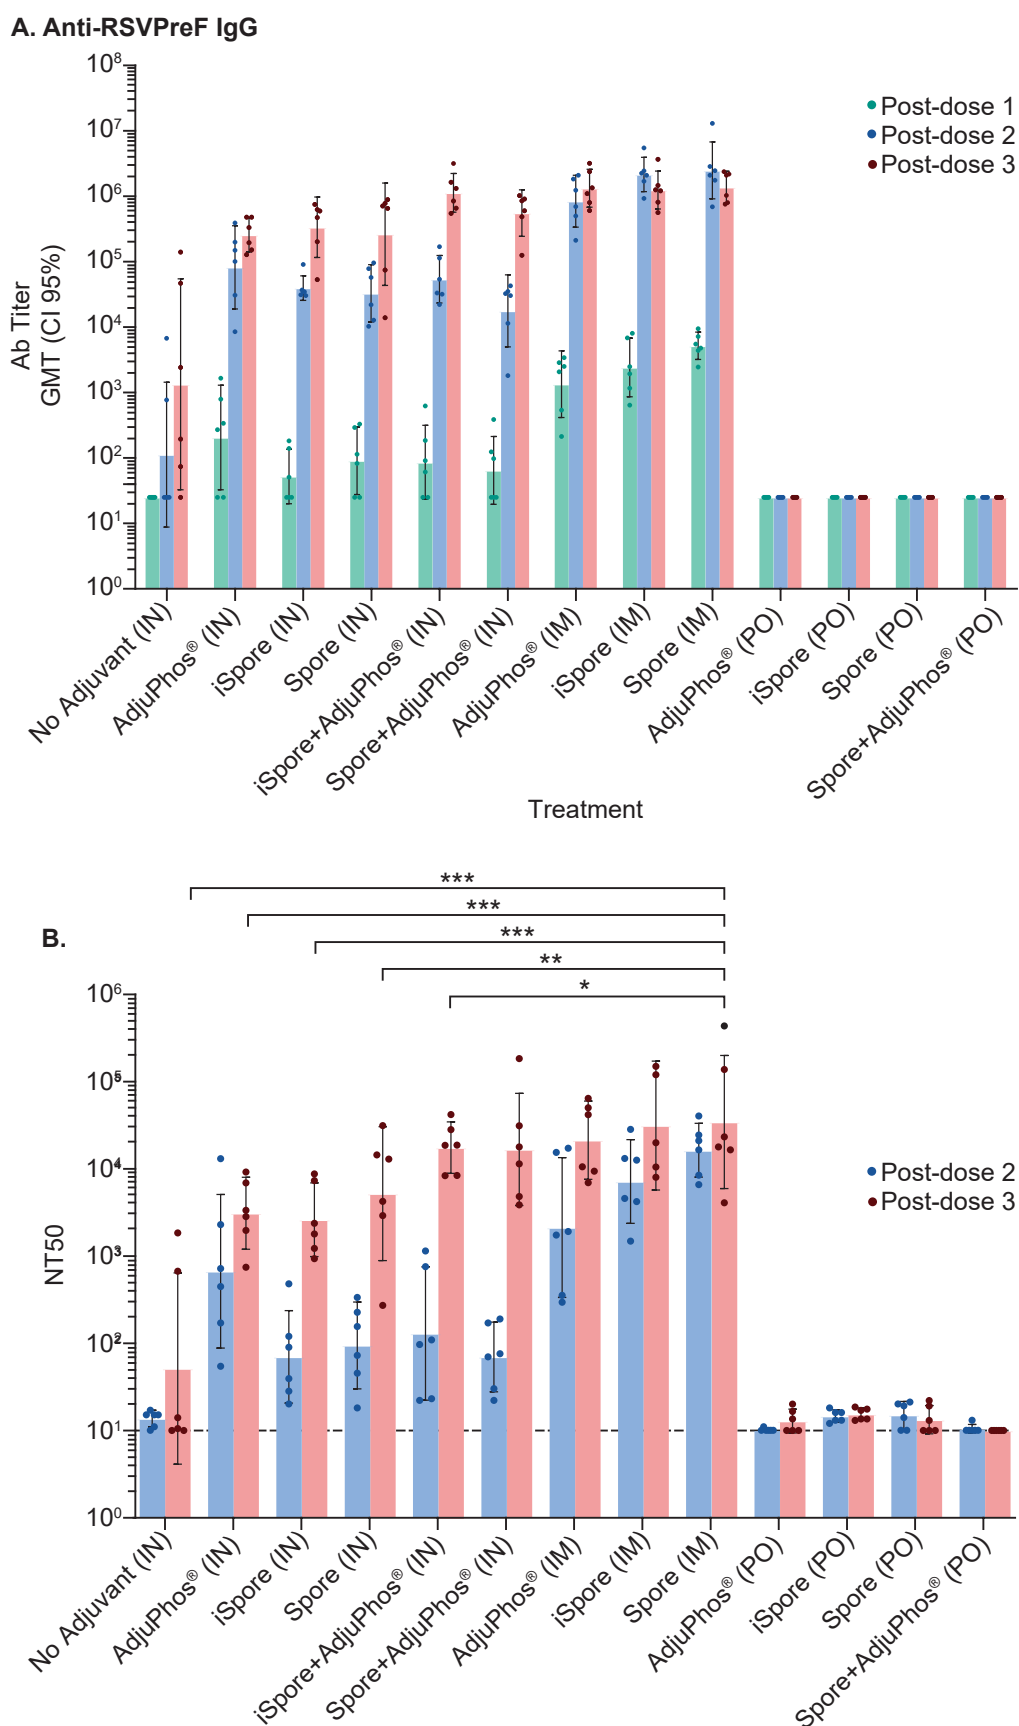 A. Anti-RSVPreF IgG
10⁸
10⁷
10⁶
10⁵
10⁴
10³
10²
10¹
10⁰
Ab Titer
GMT (CI 95%)
Post-dose 1
Post-dose 2
Post-dose 3
No Adjuvant (IN)
AdjuPhos® (IN)
iSpore (IN)
Spore (IN)
iSpore+AdjuPhos® (IN)
Spore+AdjuPhos® (IN)
AdjuPhos® (IM)
iSpore (IM)
Spore (IM)
AdjuPhos® (PO)
iSpore (PO)
Spore (PO)
Spore+AdjuPhos® (PO)
Treatment
B.
***
***
***
**
*
10⁶
10⁵
10⁴
10³
10²
10¹
10⁰
NT50
Post-dose 2
Post-dose 3
No Adjuvant (IN)
AdjuPhos® (IN)
iSpore (IN)
Spore (IN)
iSpore+AdjuPhos® (IN)
Spore+AdjuPhos® (IN)
AdjuPhos® (IM)
iSpore (IM)
Spore (IM)
AdjuPhos® (PO)
iSpore (PO)
Spore (PO)
Spore+AdjuPhos® (PO)